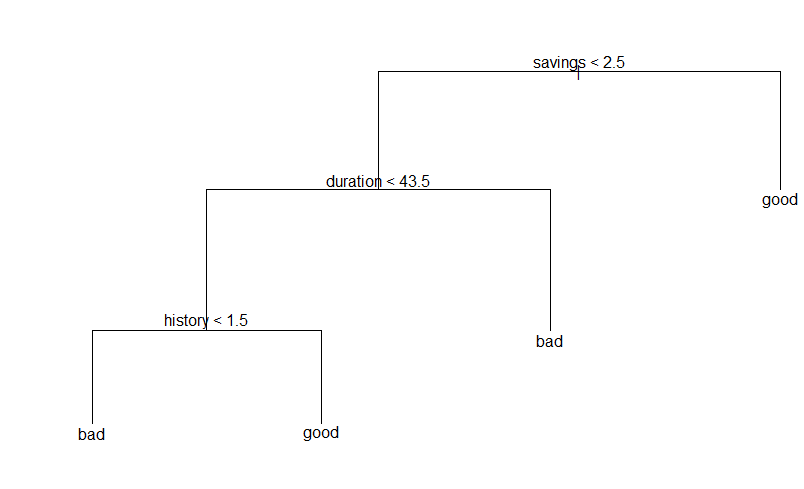 savings < 2.5
duration < 43.5
good
history < 1.5
bad
bad
good